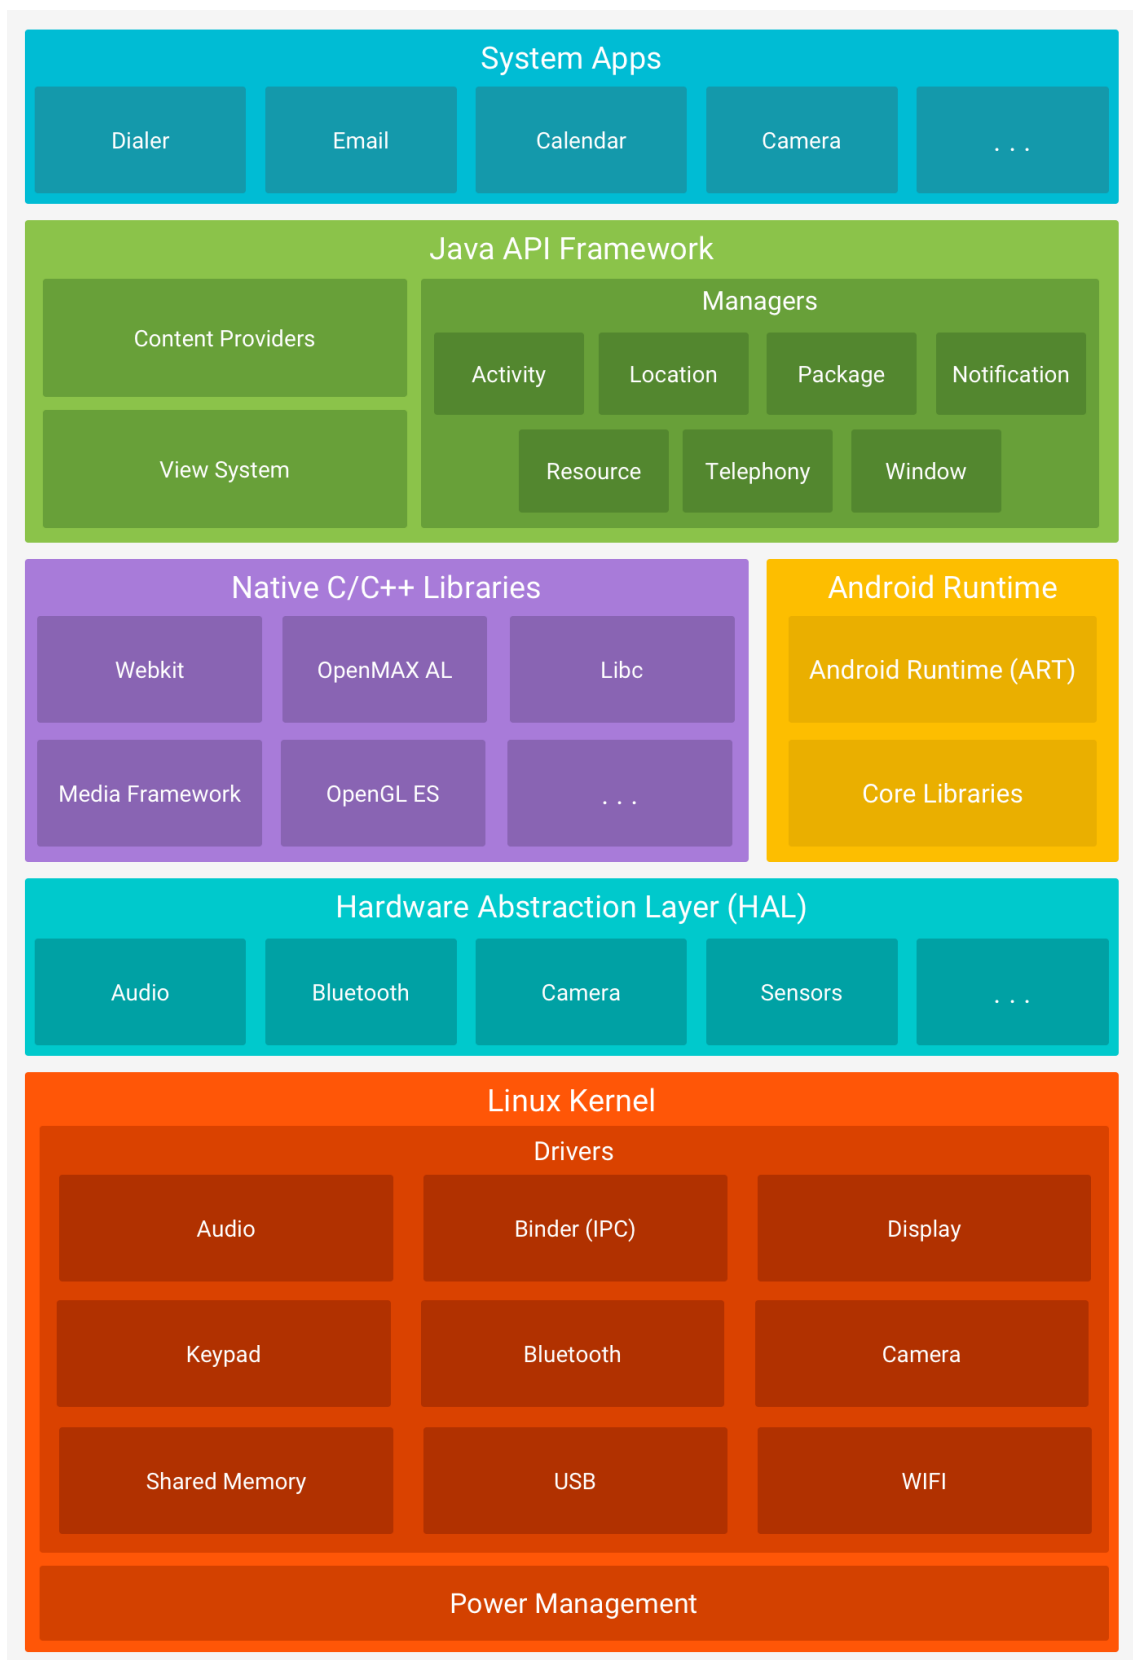 System Apps
Dialer
Email
Calendar
Camera
. . .
Java API Framework
Content Providers
View System
Managers
Activity
Location
Package
Notification
Resource
Telephony
Window
Native C/C++ Libraries
Webkit
OpenMAX AL
Libc
Media Framework
OpenGL ES
. . .
Android Runtime
Android Runtime (ART)
Core Libraries
Hardware Abstraction Layer (HAL)
Audio
Bluetooth
Camera
Sensors
. . .
Linux Kernel
Drivers
Audio
Binder (IPC)
Display
Keypad
Bluetooth
Camera
Shared Memory
USB
WIFI
Power Management